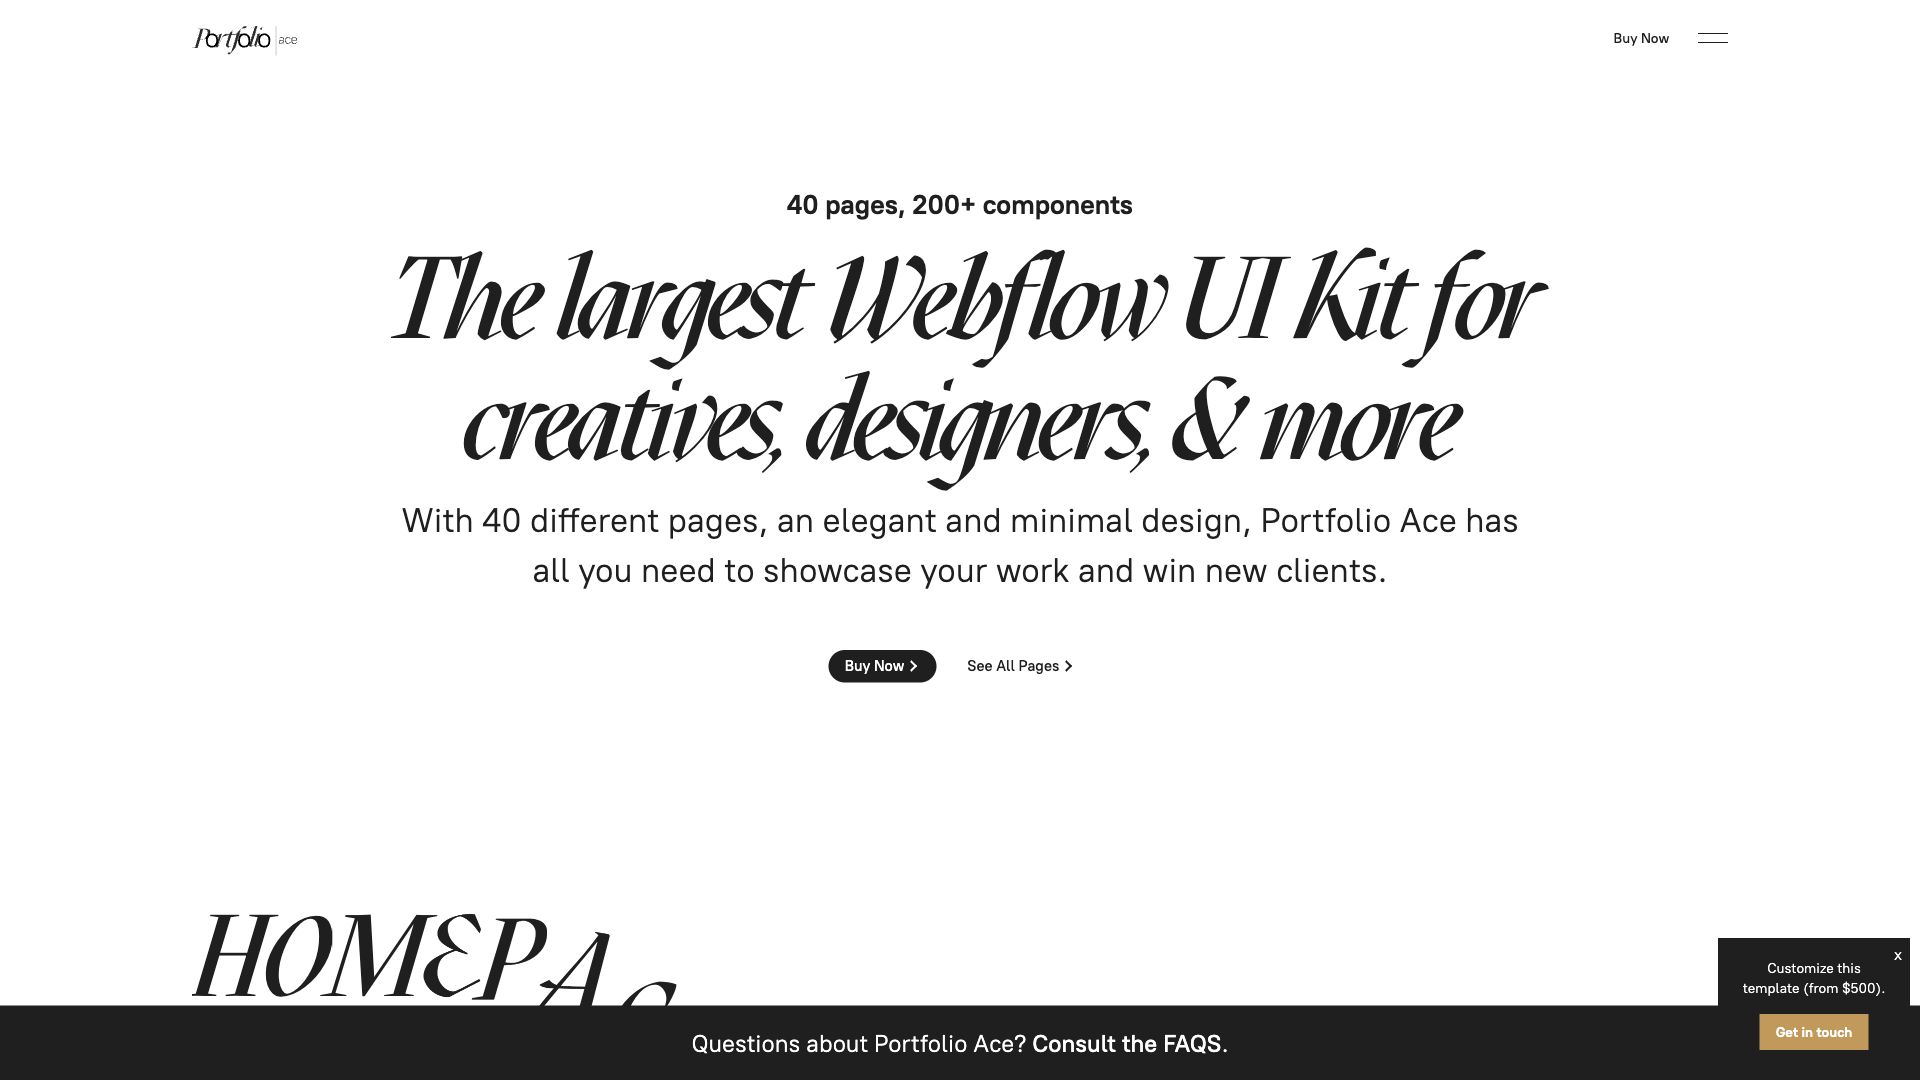 Portfolio ace
Buy Now
40 pages, 200+ components
The largest Webflow UI Kit for
creatives, designers, & more
With 40 different pages, an elegant and minimal design, Portfolio Ace has
all you need to showcase your work and win new clients.
Buy Now
See All Pages
HOMEPAG
x
Customize this
template (from $500).
Get in touch
Questions about Portfolio Ace? Consult the FAQS.